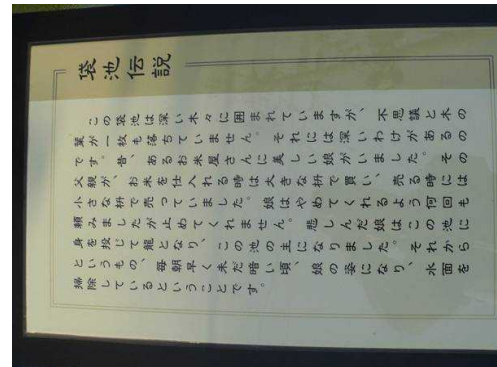 袋池伝説
この袋池は深い木々に囲まれていますが、不思議と木の
葉が一枚も落ちていません。それには深いわけがあるの
です。昔、あるお米屋さんに美しい娘がいました。その
父親が、お米を仕入れる時は大きな枡で買い、売る時には
小さな枡で売っていました。娘はやめてくれるよう何回も
頼みましたが止めてくれません。悲しんだ娘はこの池に
身を投じて龍となり、この池の主になりました。それから
というもの、毎朝早く未だ暗い頃、娘の姿になり、水面を
掃除しているということです。